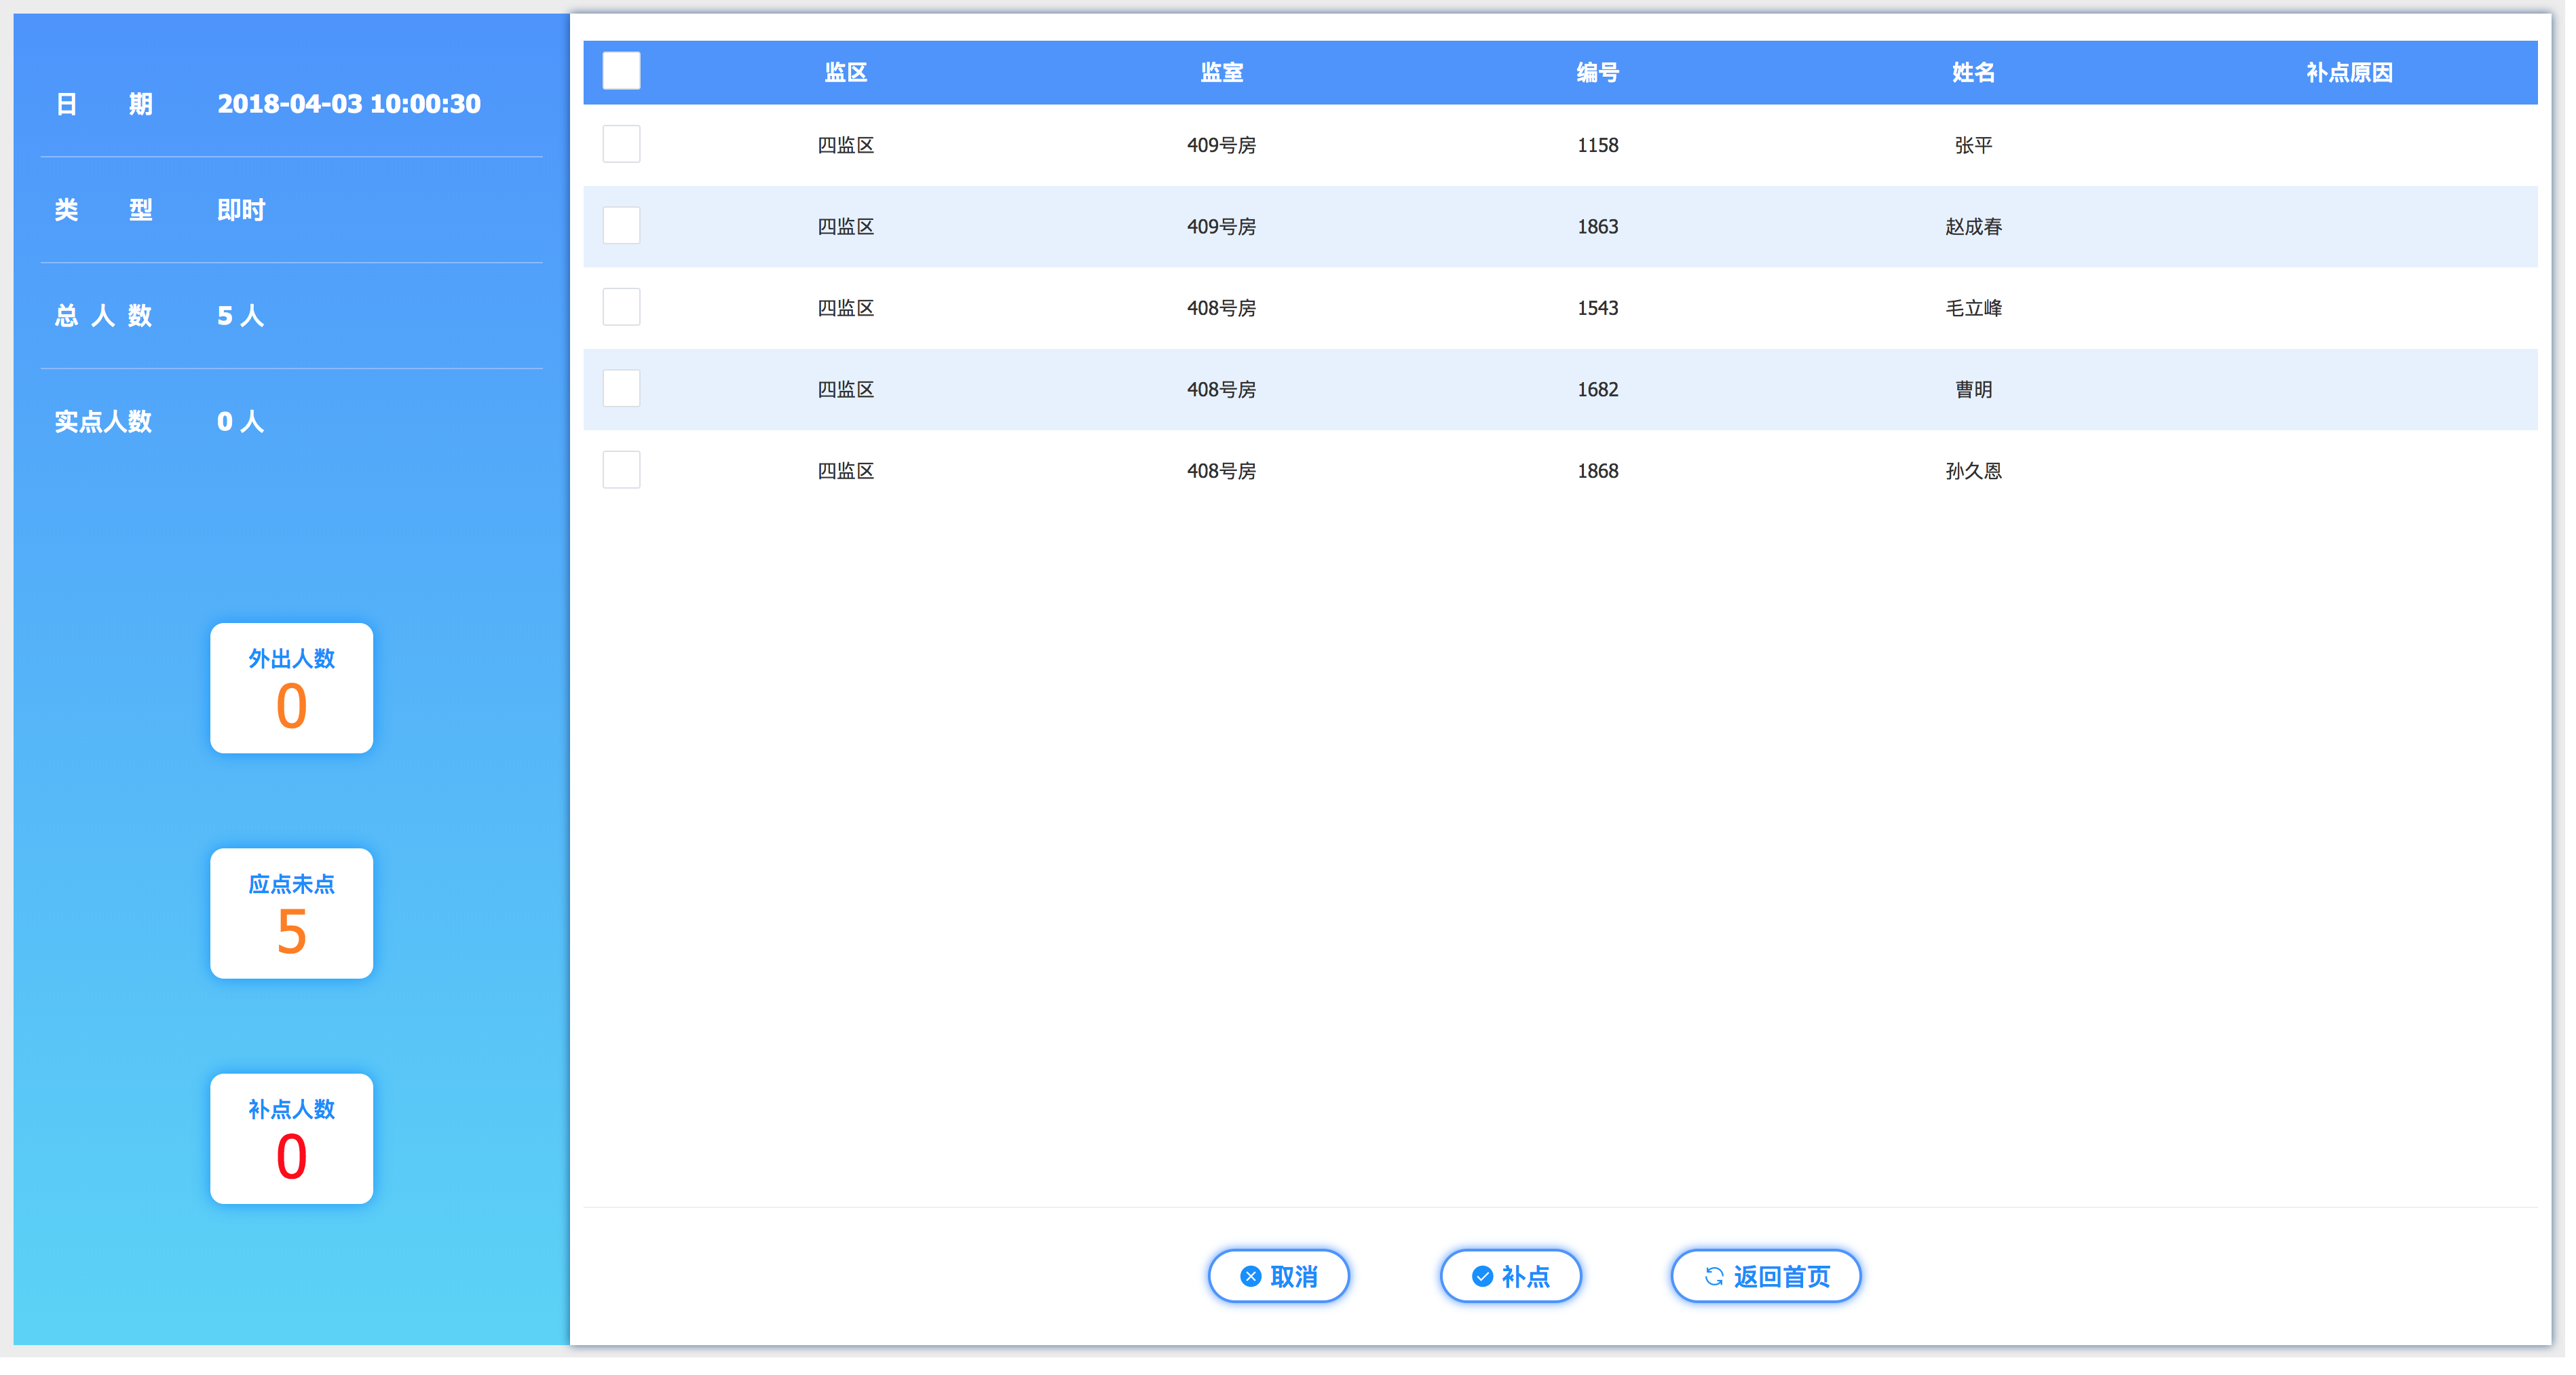 日 期 2018-04-03 10:00:30
类 型 即时
总 人 数 5 人
实点人数 0 人
外出人数
0
应点未点
5
补点人数
0
监区 监室 编号 姓名 补点原因
四监区 409号房 1158 张平
四监区 409号房 1863 赵成春
四监区 408号房 1543 毛立峰
四监区 408号房 1682 曹明
四监区 408号房 1868 孙久恩
取消 补点 返回首页